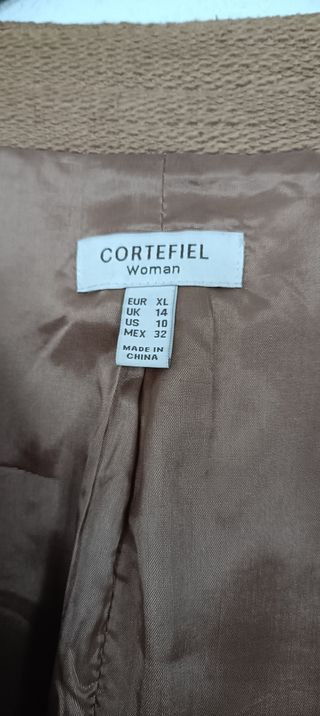 CORTEFIEL
Woman
EUR XL
UK 14
US 10
MEX 32
MADE IN
CHINA